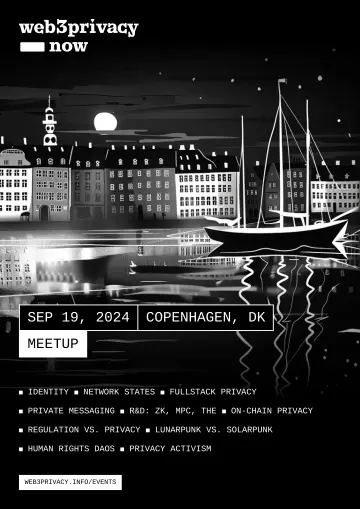 web3privacy
now
SEP 19, 2024 COPENHAGEN, DK
MEETUP
■ IDENTITY ■ NETWORK STATES ■ FULLSTACK PRIVACY
■ PRIVATE MESSAGING ■ R&D: ZK, MPC, THE ■ ON-CHAIN PRIVACY
■ REGULATION VS. PRIVACY ■ LUNARPUNK VS. SOLARPUNK
■ HUMAN RIGHTS DAOS ■ PRIVACY ACTIVISM
WEB3PRIVACY.INFO/EVENTS